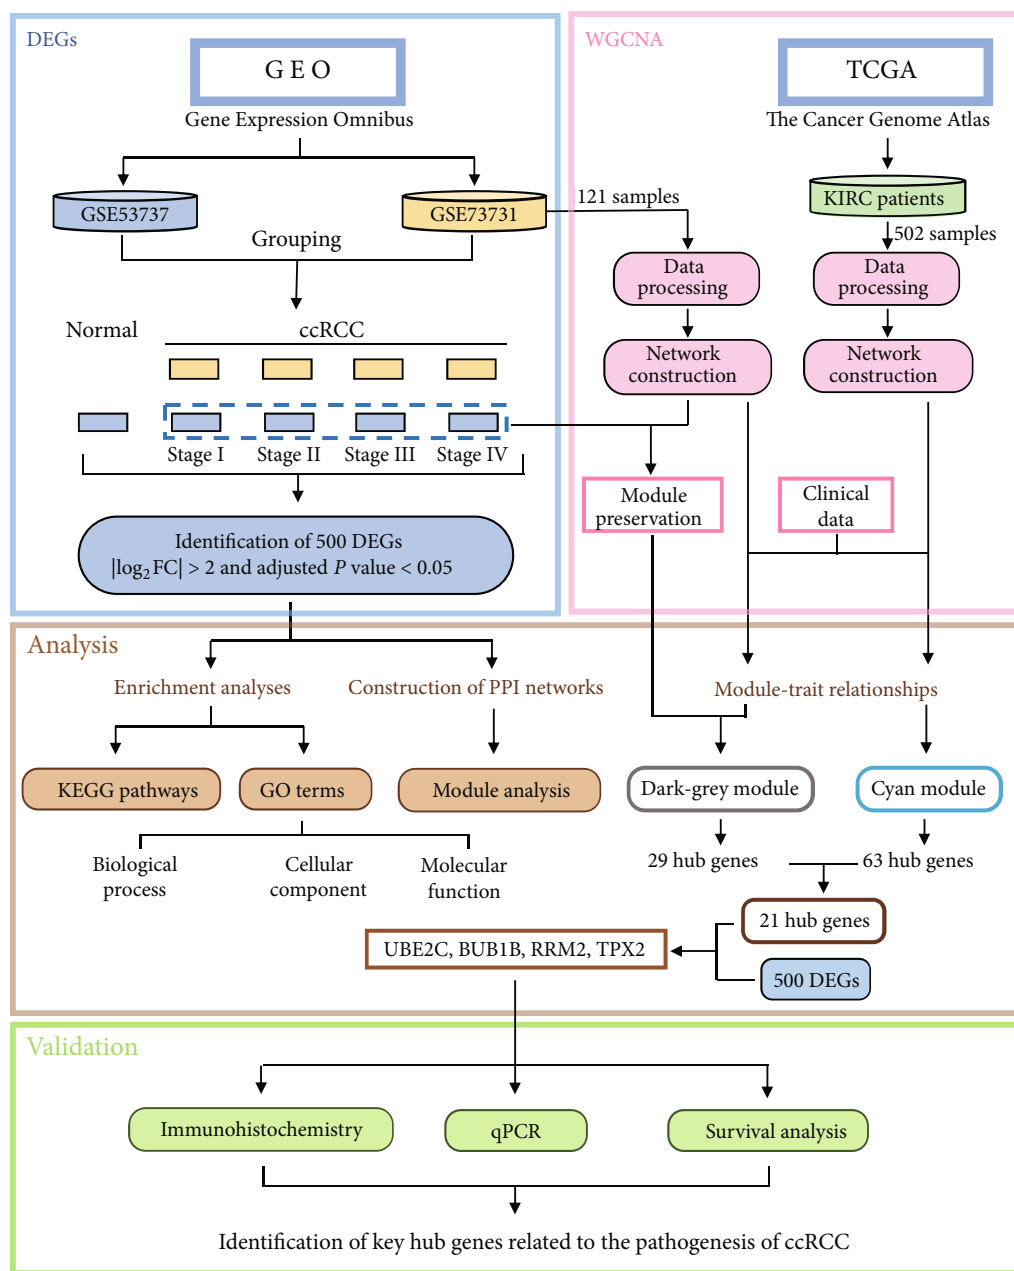 DEGs
G E O
Gene Expression Omnibus
GSE53737
GSE73731
Grouping
Normal
ccRCC
Stage I
Stage II
Stage III
Stage IV
Identification of 500 DEGs
|log₂FC| > 2 and adjusted P value < 0.05
WGCNA
TCGA
The Cancer Genome Atlas
KIRC patients
121 samples
502 samples
Data
processing
Data
processing
Network
construction
Network
construction
Module
preservation
Clinical
data
Analysis
Enrichment analyses
Construction of PPI networks
Module-trait relationships
KEGG pathways
GO terms
Module analysis
Dark-grey module
Cyan module
Biological
process
Cellular
component
Molecular
function
29 hub genes
63 hub genes
21 hub genes
UBE2C, BUB1B, RRM2, TPX2
500 DEGs
Validation
Immunohistochemistry
qPCR
Survival analysis
Identification of key hub genes related to the pathogenesis of ccRCC